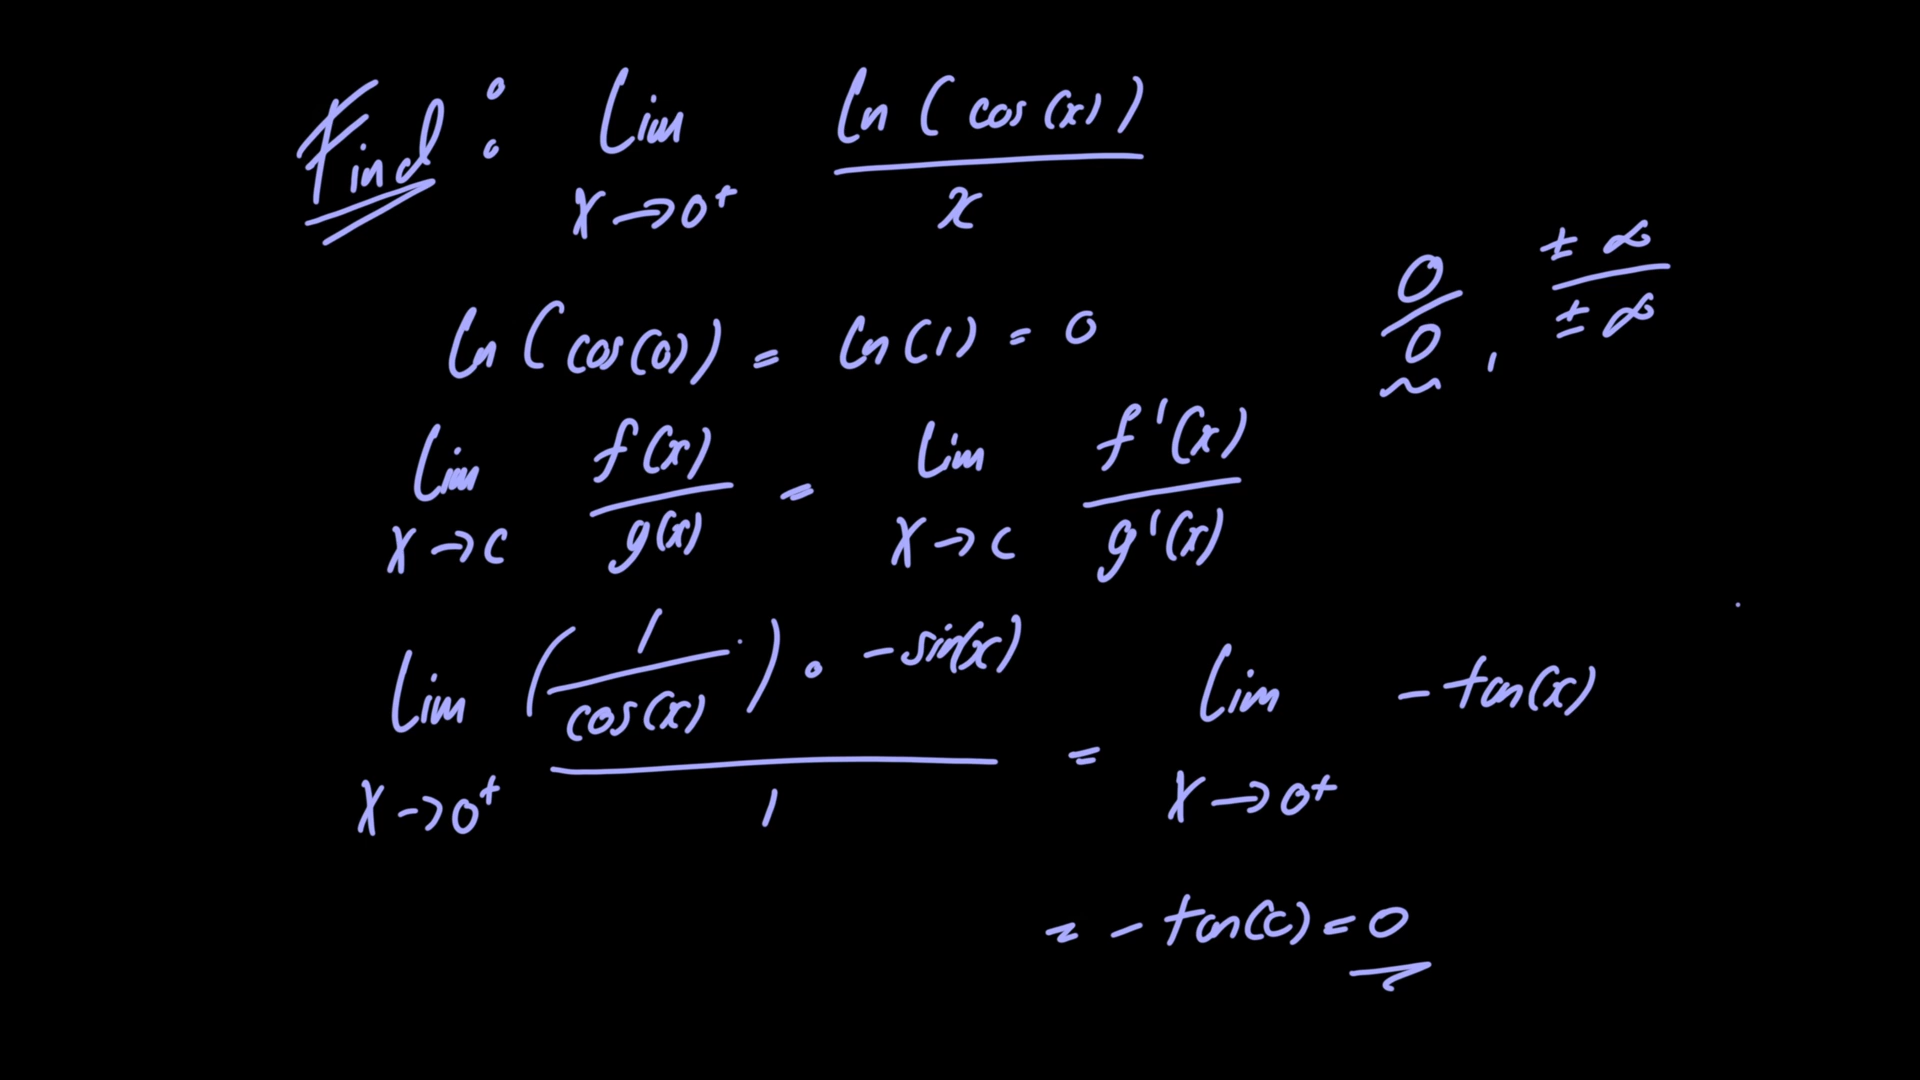 Find: Lim x→0⁺ ln(cos(x))/x
ln(cos(0)) = ln(1) = 0
0/0, ±∞/±∞
Lim x→c f(x)/g(x) = Lim x→c f'(x)/g'(x)
Lim x→0⁺ (1/cos(x)) · -sin(x)/1 = Lim x→0⁺ -tan(x)
= -tan(c) = 0